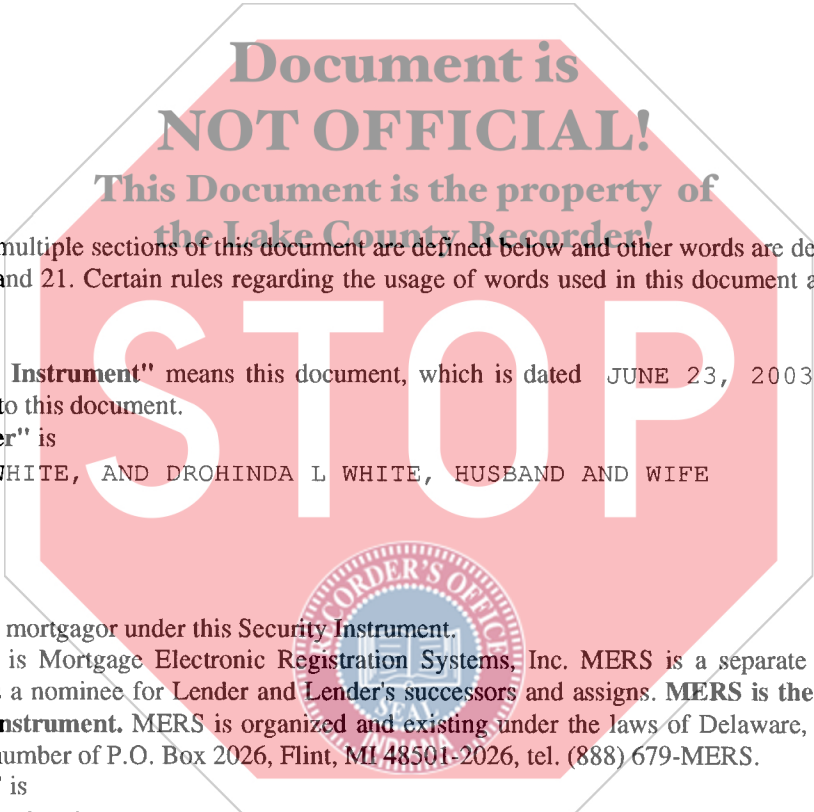 Document is
NOT OFFICIAL!
This Document is the property of
the Lake County Recorder!
multiple sections of this document are defined below and other words are de
and 21. Certain rules regarding the usage of words used in this document a
STOP
Instrument" means this document, which is dated JUNE 23, 2003
to this document.
er" is
WHITE, AND DROHINDA L WHITE, HUSBAND AND WIFE
RECORDER'S OFFICE
mortgagor under this Security Instrument.
is Mortgage Electronic Registration Systems, Inc. MERS is a separate
a nominee for Lender and Lender's successors and assigns. MERS is the
nstrument. MERS is organized and existing under the laws of Delaware,
SEAL
INDIANA
number of P.O. Box 2026, Flint, MI 48501-2026, tel. (888) 679-MERS.
" is